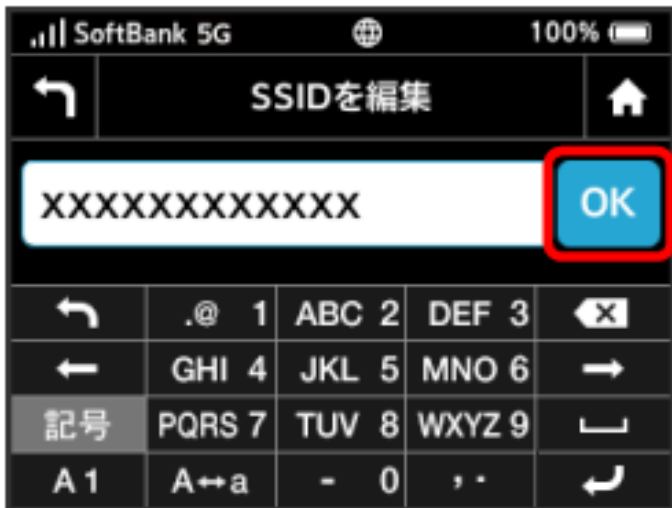 SoftBank 5G 100%
SSIDを編集
XXXXXXXXXXXX OK
.@ 1 ABC 2 DEF 3
GHI 4 JKL 5 MNO 6
記号 PQRS 7 TUV 8 WXYZ 9
A1 A↔a - 0 , .